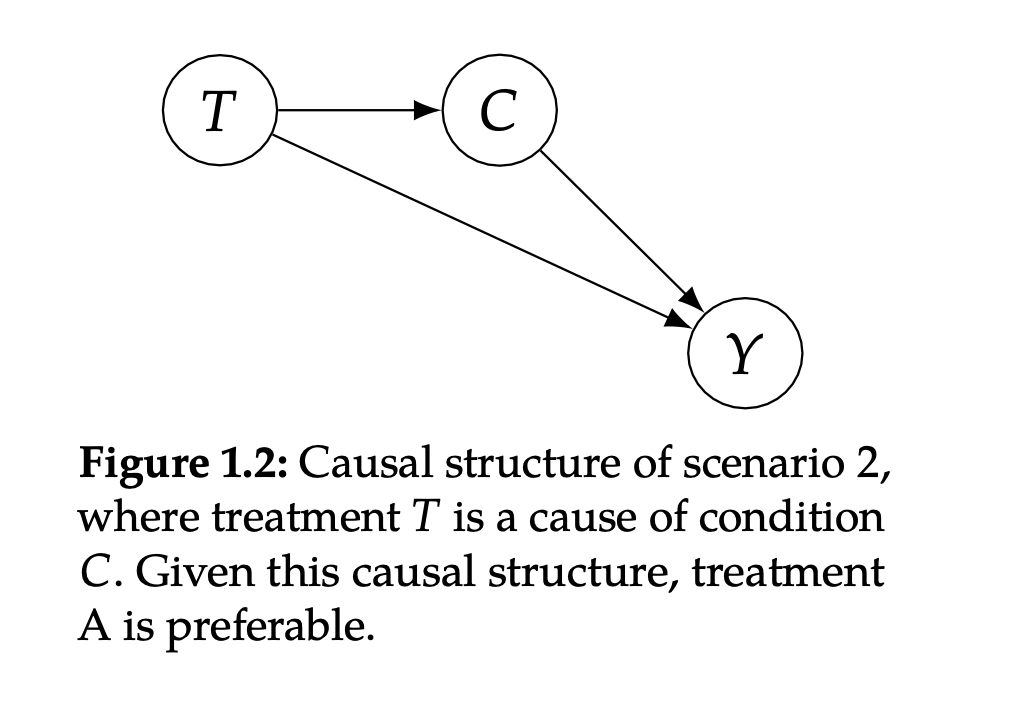 T
C
Y
Figure 1.2: Causal structure of scenario 2,
where treatment T is a cause of condition
C. Given this causal structure, treatment
A is preferable.